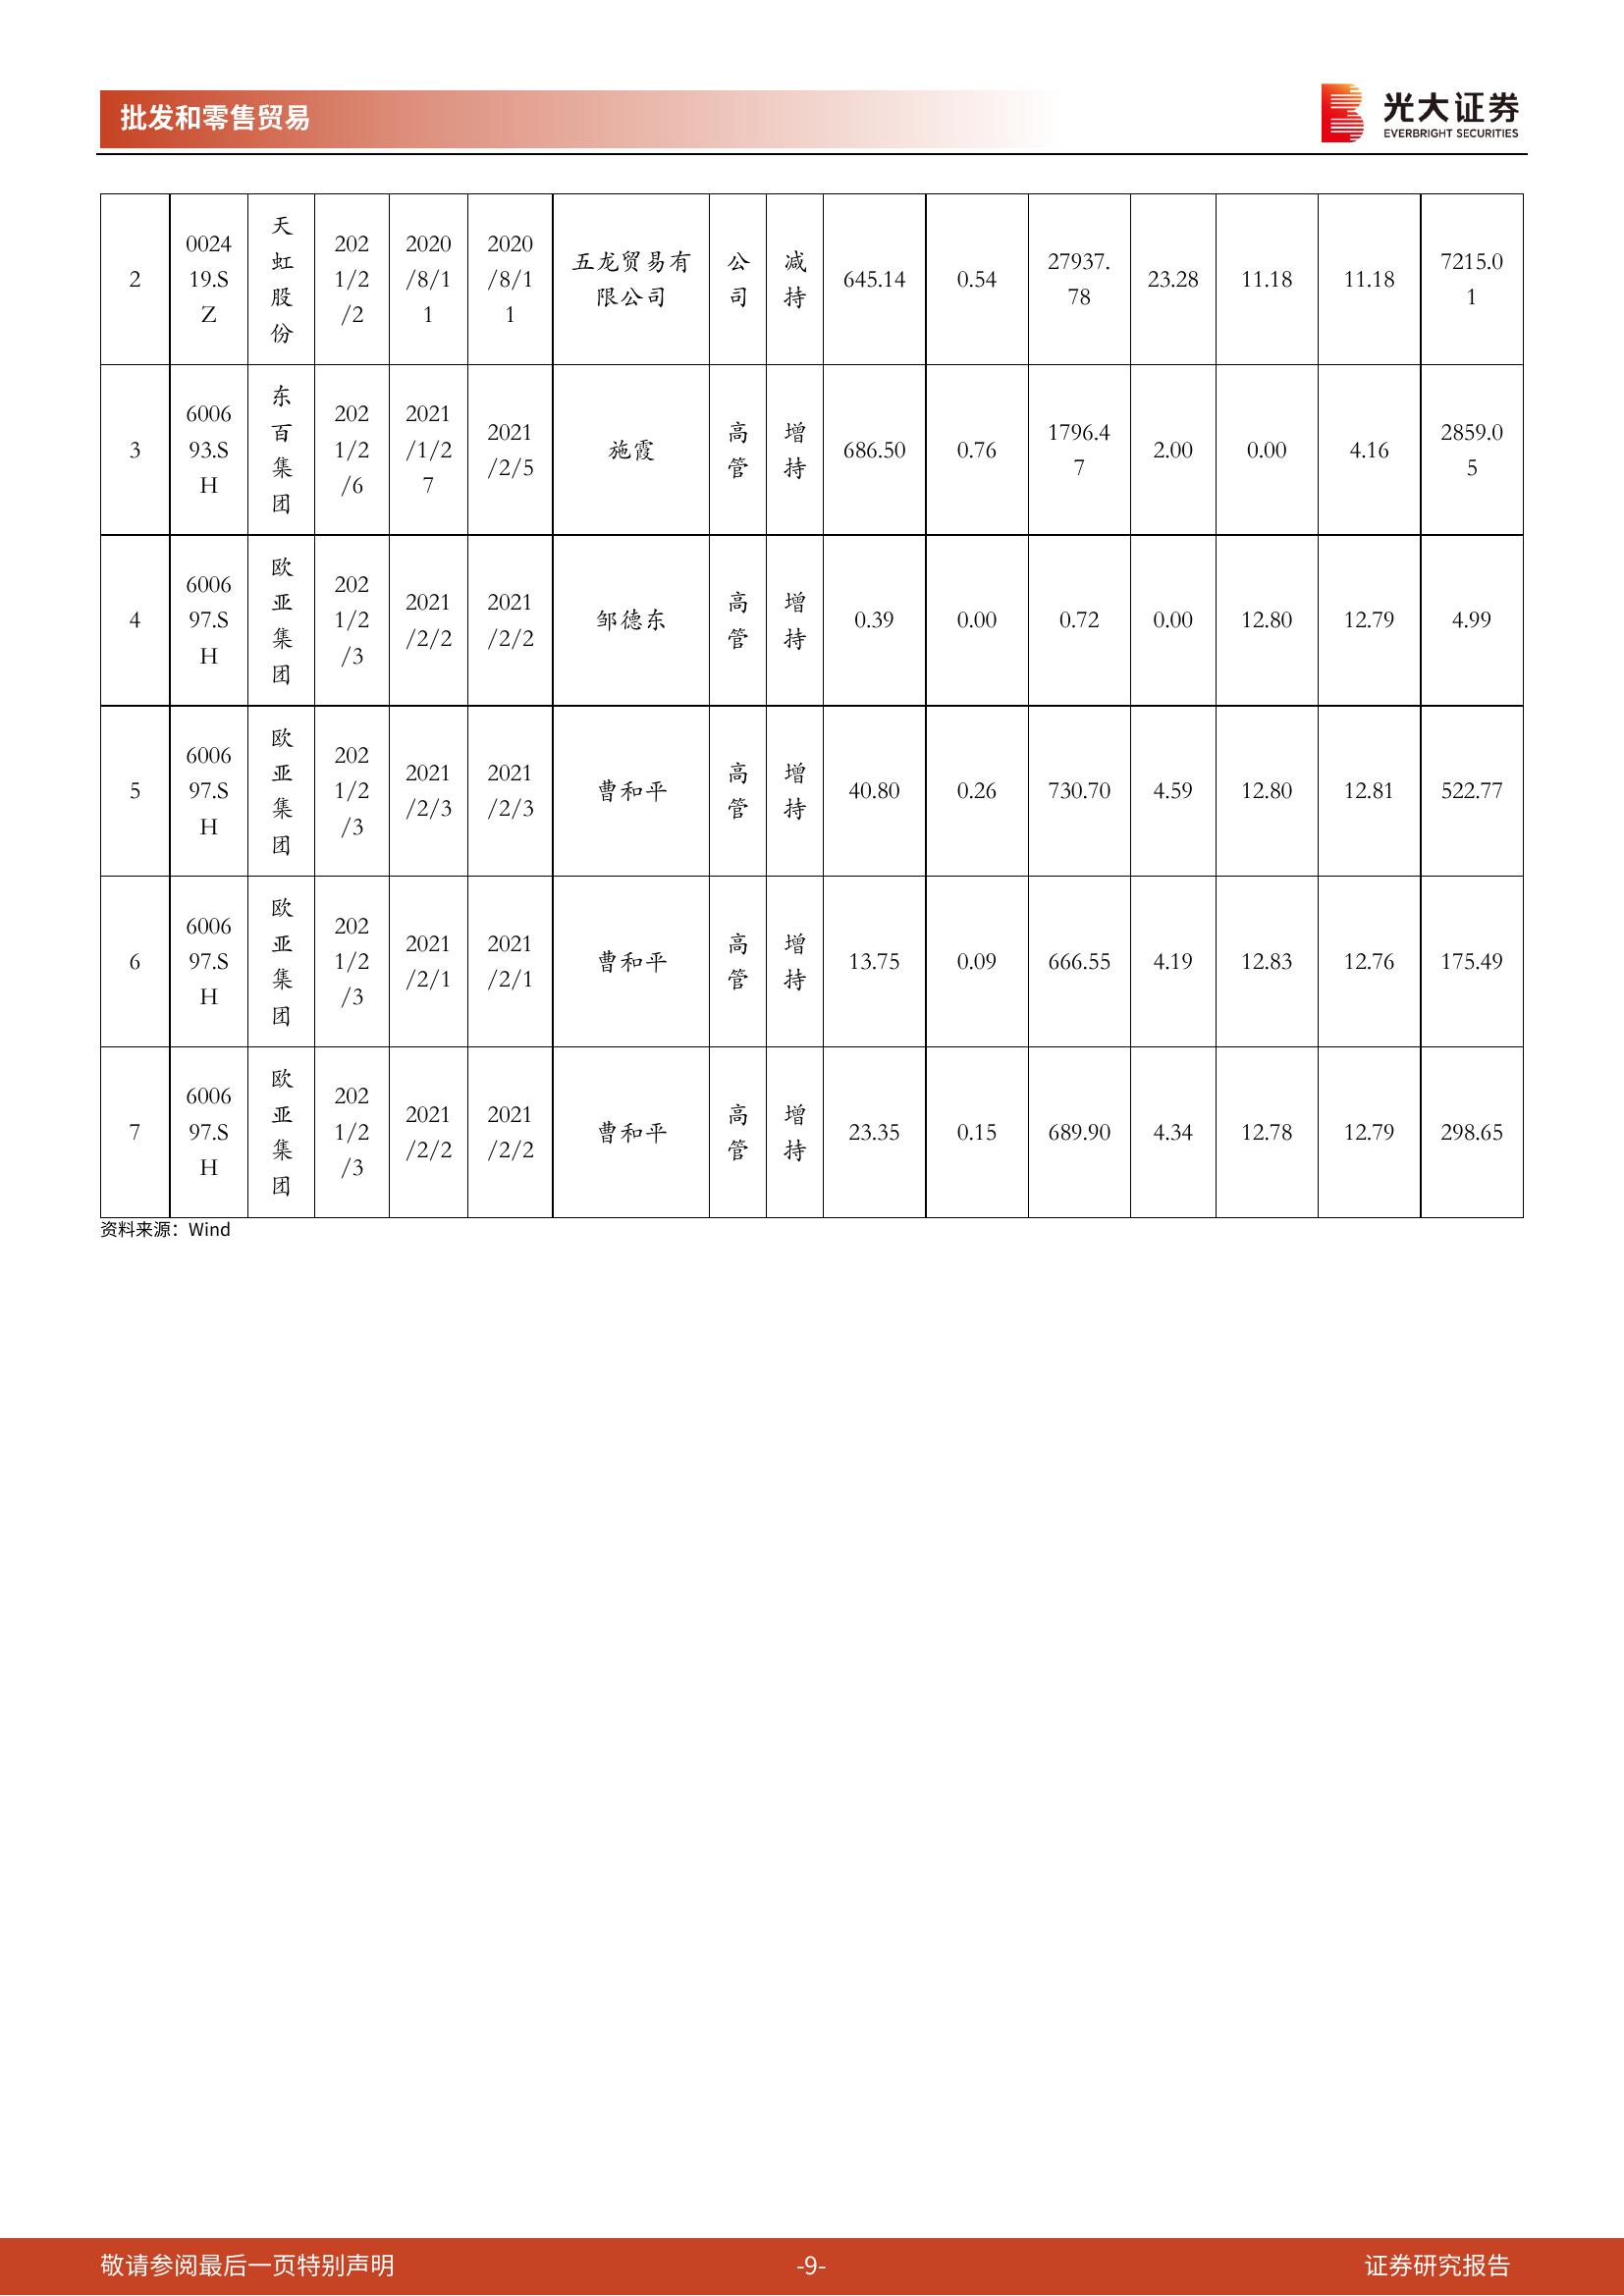 批发和零售贸易
光大证券
EVERBRIGHT SECURITIES
2 002419.SZ 天虹股份 2021/2/2 2020/8/11 2020/8/11 五龙贸易有限公司 公司 减持 645.14 0.54 27937.78 23.28 11.18 11.18 7215.01
3 600693.SH 东百集团 2021/2/6 2021/1/27 2021/2/5 施霞 高管 增持 686.50 0.76 1796.47 2.00 0.00 4.16 2859.05
4 600697.SH 欧亚集团 2021/2/3 2021/2/2 2021/2/2 邹德东 高管 增持 0.39 0.00 0.72 0.00 12.80 12.79 4.99
5 600697.SH 欧亚集团 2021/2/3 2021/2/3 2021/2/3 曹和平 高管 增持 40.80 0.26 730.70 4.59 12.80 12.81 522.77
6 600697.SH 欧亚集团 2021/2/3 2021/2/1 2021/2/1 曹和平 高管 增持 13.75 0.09 666.55 4.19 12.83 12.76 175.49
7 600697.SH 欧亚集团 2021/2/3 2021/2/2 2021/2/2 曹和平 高管 增持 23.35 0.15 689.90 4.34 12.78 12.79 298.65
资料来源：Wind
敬请参阅最后一页特别声明
-9-
证券研究报告